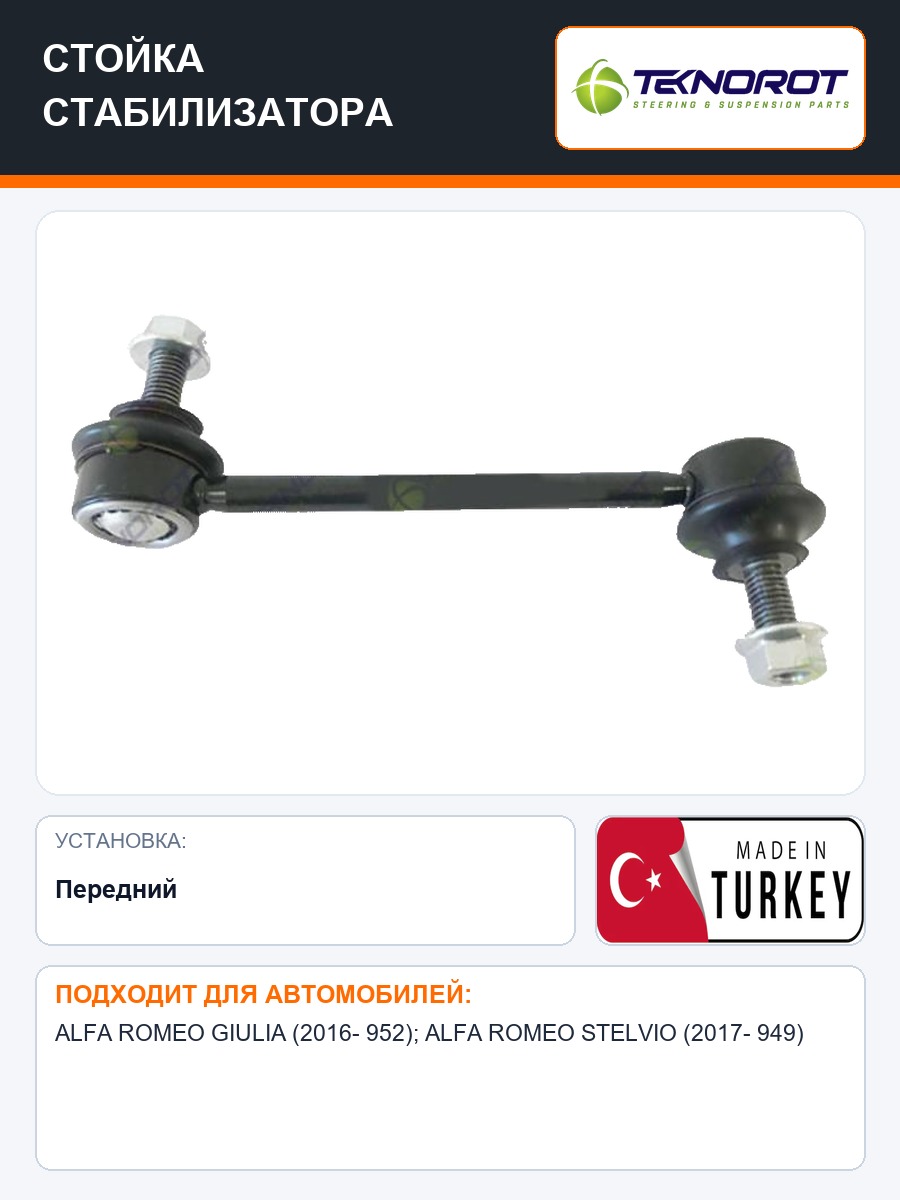 СТОЙКА
СТАБИЛИЗАТОРА
TEKNOROT
STEERING & SUSPENSION PARTS
УСТАНОВКА:
Передний
MADE IN
TURKEY
ПОДХОДИТ ДЛЯ АВТОМОБИЛЕЙ:
ALFA ROMEO GIULIA (2016- 952); ALFA ROMEO STELVIO (2017- 949)